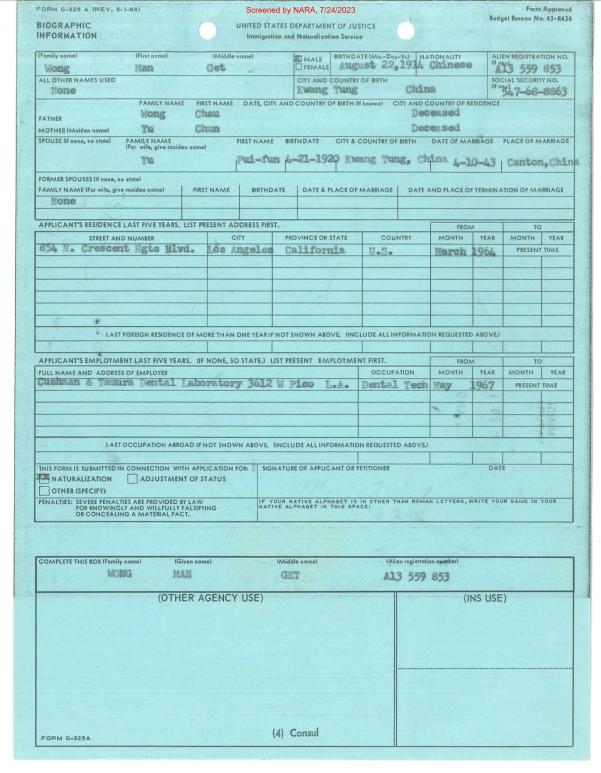 FORM G-325 A (REV. 5-1-68)
Screened by NARA, 7/24/2023
Form Approved
Budget Bureau No. 43-R436
BIOGRAPHIC INFORMATION
UNITED STATES DEPARTMENT OF JUSTICE
Immigration and Naturalization Service
(Family name) (First name) (Middle name) MALE FEMALE BIRTHDATE (Mo.-Day-Yr.) NATIONALITY ALIEN REGISTRATION NO. (If any)
Wong Man Get August 22, 1914 Chinese A13 559 853
ALL OTHER NAMES USED CITY AND COUNTRY OF BIRTH SOCIAL SECURITY NO. (If any)
None Kwang Tung China 547-68-8863
FAMILY NAME FIRST NAME DATE, CITY AND COUNTRY OF BIRTH (If known) CITY AND COUNTRY OF RESIDENCE
FATHER Wong Chau Deceased
MOTHER (Maiden name) Yu Chun Deceased
SPOUSE (If none, so state) FAMILY NAME (For wife, give maiden name) FIRST NAME BIRTHDATE CITY & COUNTRY OF BIRTH DATE OF MARRIAGE PLACE OF MARRIAGE
Yu Pui-fun 4-21-1920 Kwang Tung, China 4-10-43 Canton, China
FORMER SPOUSES (If none, so state)
FAMILY NAME (For wife, give maiden name) FIRST NAME BIRTHDATE DATE & PLACE OF MARRIAGE DATE AND PLACE OF TERMINATION OF MARRIAGE
None
APPLICANT'S RESIDENCE LAST FIVE YEARS. LIST PRESENT ADDRESS FIRST. FROM TO
STREET AND NUMBER CITY PROVINCE OR STATE COUNTRY MONTH YEAR MONTH YEAR
854 N. Crescent Hgts Blvd. Los Angeles California U.S. March 1964 PRESENT TIME
LAST FOREIGN RESIDENCE OF MORE THAN ONE YEAR IF NOT SHOWN ABOVE. (INCLUDE ALL INFORMATION REQUESTED ABOVE.)
APPLICANT'S EMPLOYMENT LAST FIVE YEARS. (IF NONE, SO STATE.) LIST PRESENT EMPLOYMENT FIRST. FROM TO
FULL NAME AND ADDRESS OF EMPLOYER OCCUPATION MONTH YEAR MONTH YEAR
Cushman & Tamura Dental Laboratory 3612 W Pico L.A. Dental Tech May 1967 PRESENT TIME
LAST OCCUPATION ABROAD IF NOT SHOWN ABOVE. (INCLUDE ALL INFORMATION REQUESTED ABOVE.)
THIS FORM IS SUBMITTED IN CONNECTION WITH APPLICATION FOR: SIGNATURE OF APPLICANT OR PETITIONER DATE
XX NATURALIZATION ADJUSTMENT OF STATUS
OTHER (SPECIFY):
PENALTIES: SEVERE PENALTIES ARE PROVIDED BY LAW FOR KNOWINGLY AND WILLFULLY FALSIFYING OR CONCEALING A MATERIAL FACT.
IF YOUR NATIVE ALPHABET IS IN OTHER THAN ROMAN LETTERS, WRITE YOUR NAME IN YOUR NATIVE ALPHABET IN THIS SPACE:
COMPLETE THIS BOX (Family name) (Given name) (Middle name) (Alien registration number)
WONG MAN GET A13 559 853
(OTHER AGENCY USE) (INS USE)
FORM G-325A
(4) Consul